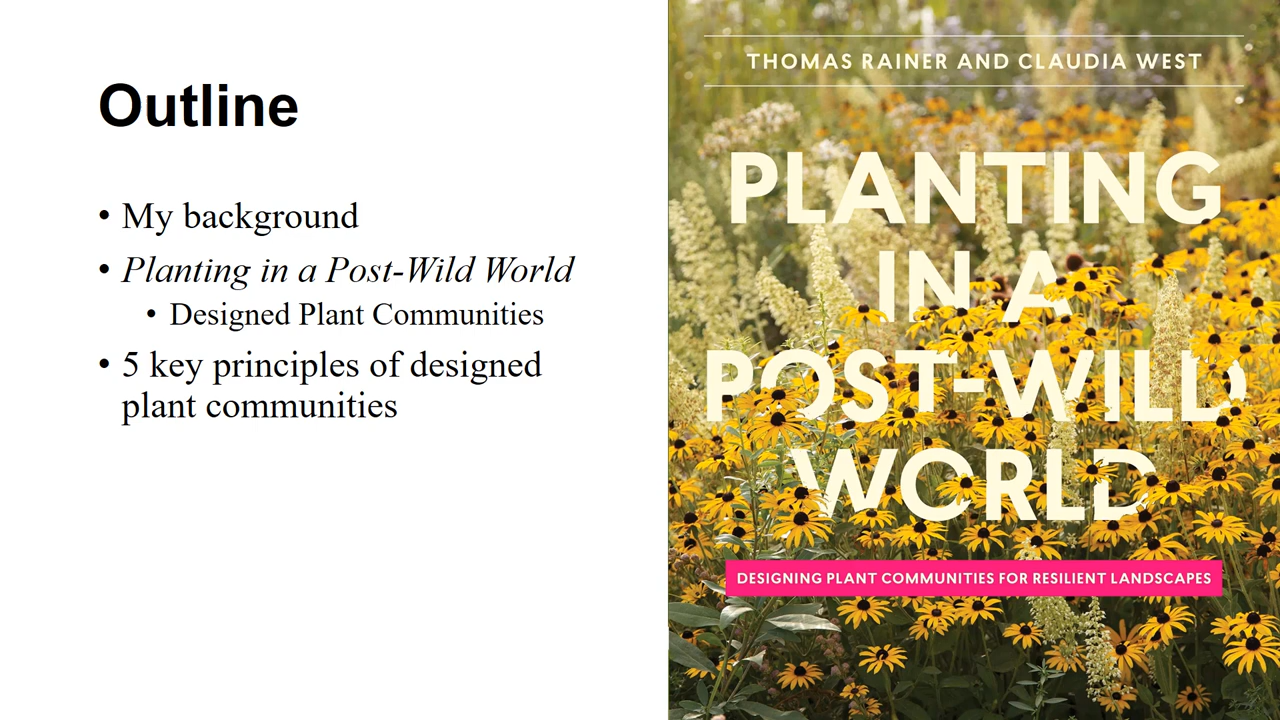 Outline
• My background
• Planting in a Post-Wild World
• Designed Plant Communities
• 5 key principles of designed
plant communities
THOMAS RAINER AND CLAUDIA WEST
PLANTING
IN A
POST-WILD
WORLD
DESIGNING PLANT COMMUNITIES FOR RESILIENT LANDSCAPES